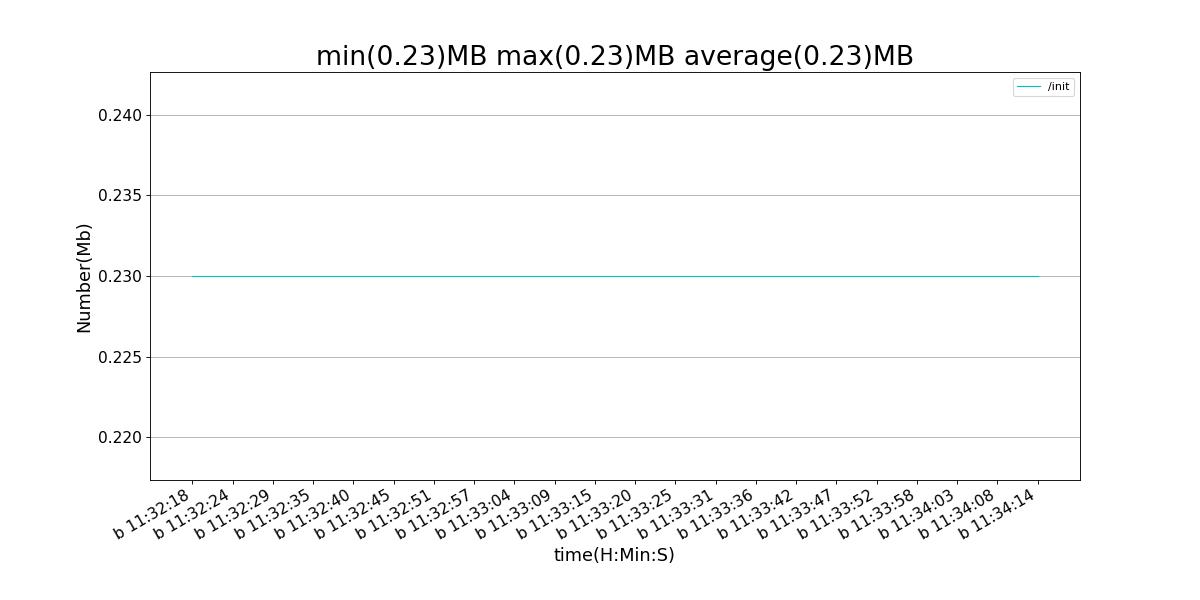 min(0.23)MB max(0.23)MB average(0.23)MB
/init
0.240
0.235
0.230
0.225
0.220
Number(Mb)
b 11:32:18
b 11:32:24
b 11:32:29
b 11:32:35
b 11:32:40
b 11:32:45
b 11:32:51
b 11:32:57
b 11:33:04
b 11:33:09
b 11:33:15
b 11:33:20
b 11:33:25
b 11:33:31
b 11:33:36
b 11:33:42
b 11:33:47
b 11:33:52
b 11:33:58
b 11:34:03
b 11:34:08
b 11:34:14
time(H:Min:S)